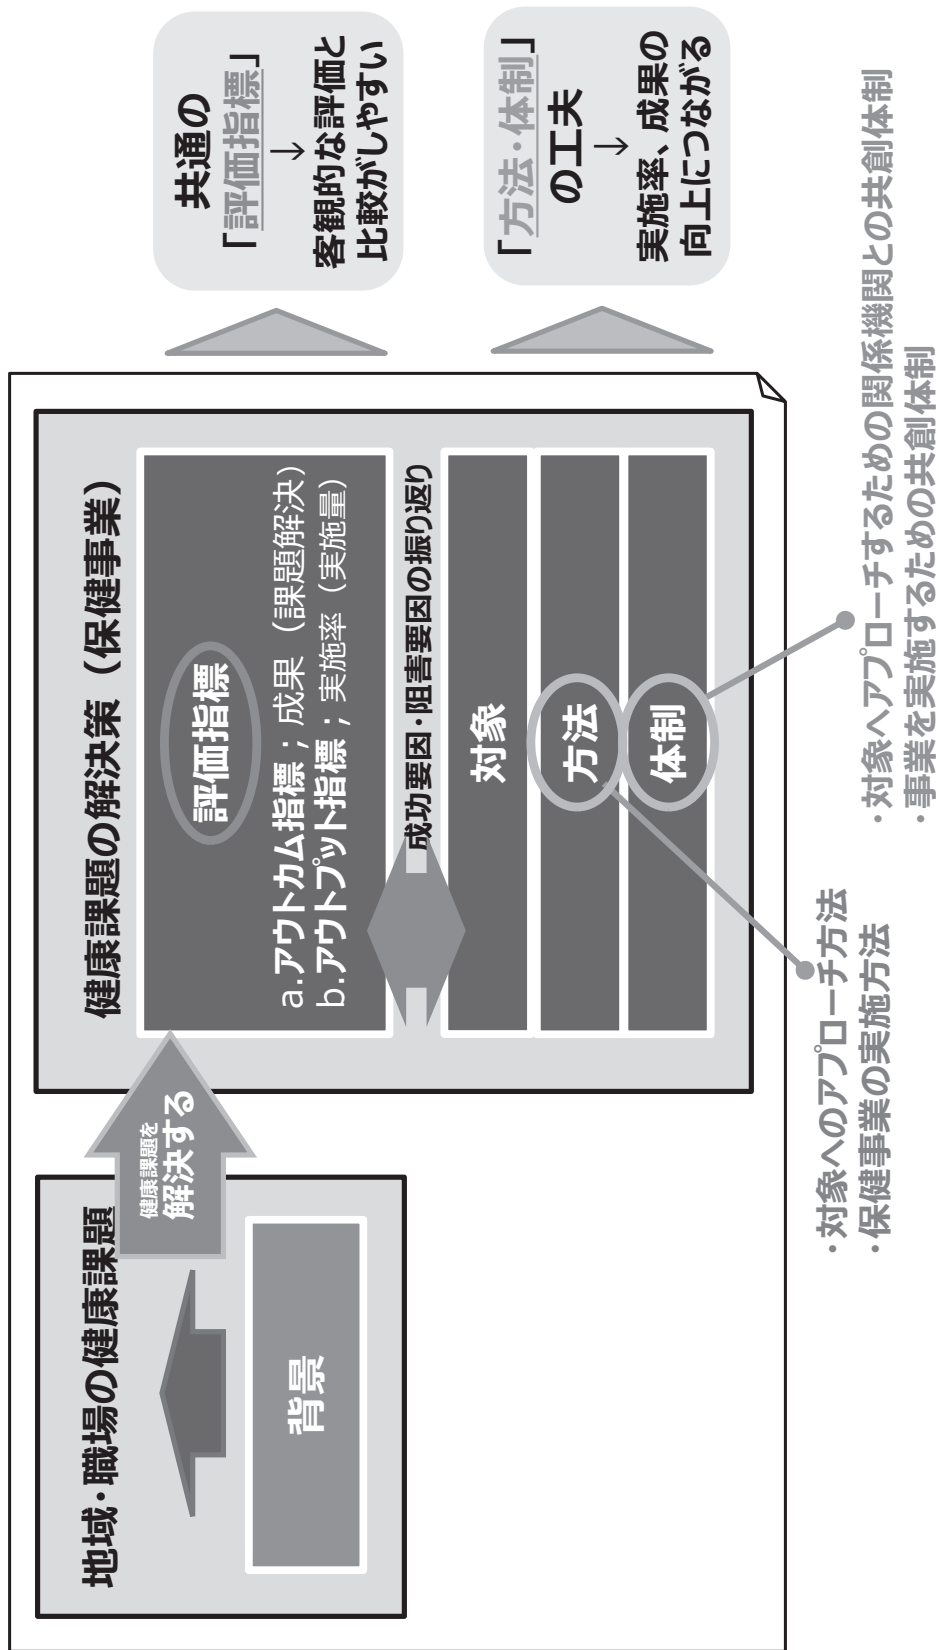 地域・職場の健康課題
背景
健康課題を
解決する
健康課題の解決策（保健事業）
評価指標
a.アウトカム指標；成果（課題解決）
b.アウトプット指標；実施率（実施量）
成功要因・阻害要因の振り返り
対象
方法
体制
共通の
「評価指標」
→
客観的な評価と
比較がしやすい
「方法・体制」
の工夫
→
実施率、成果の
向上につながる
・対象へのアプローチ方法
・保健事業の実施方法
・対象へアプローチするための関係機関との共創体制
・事業を実施するための共創体制